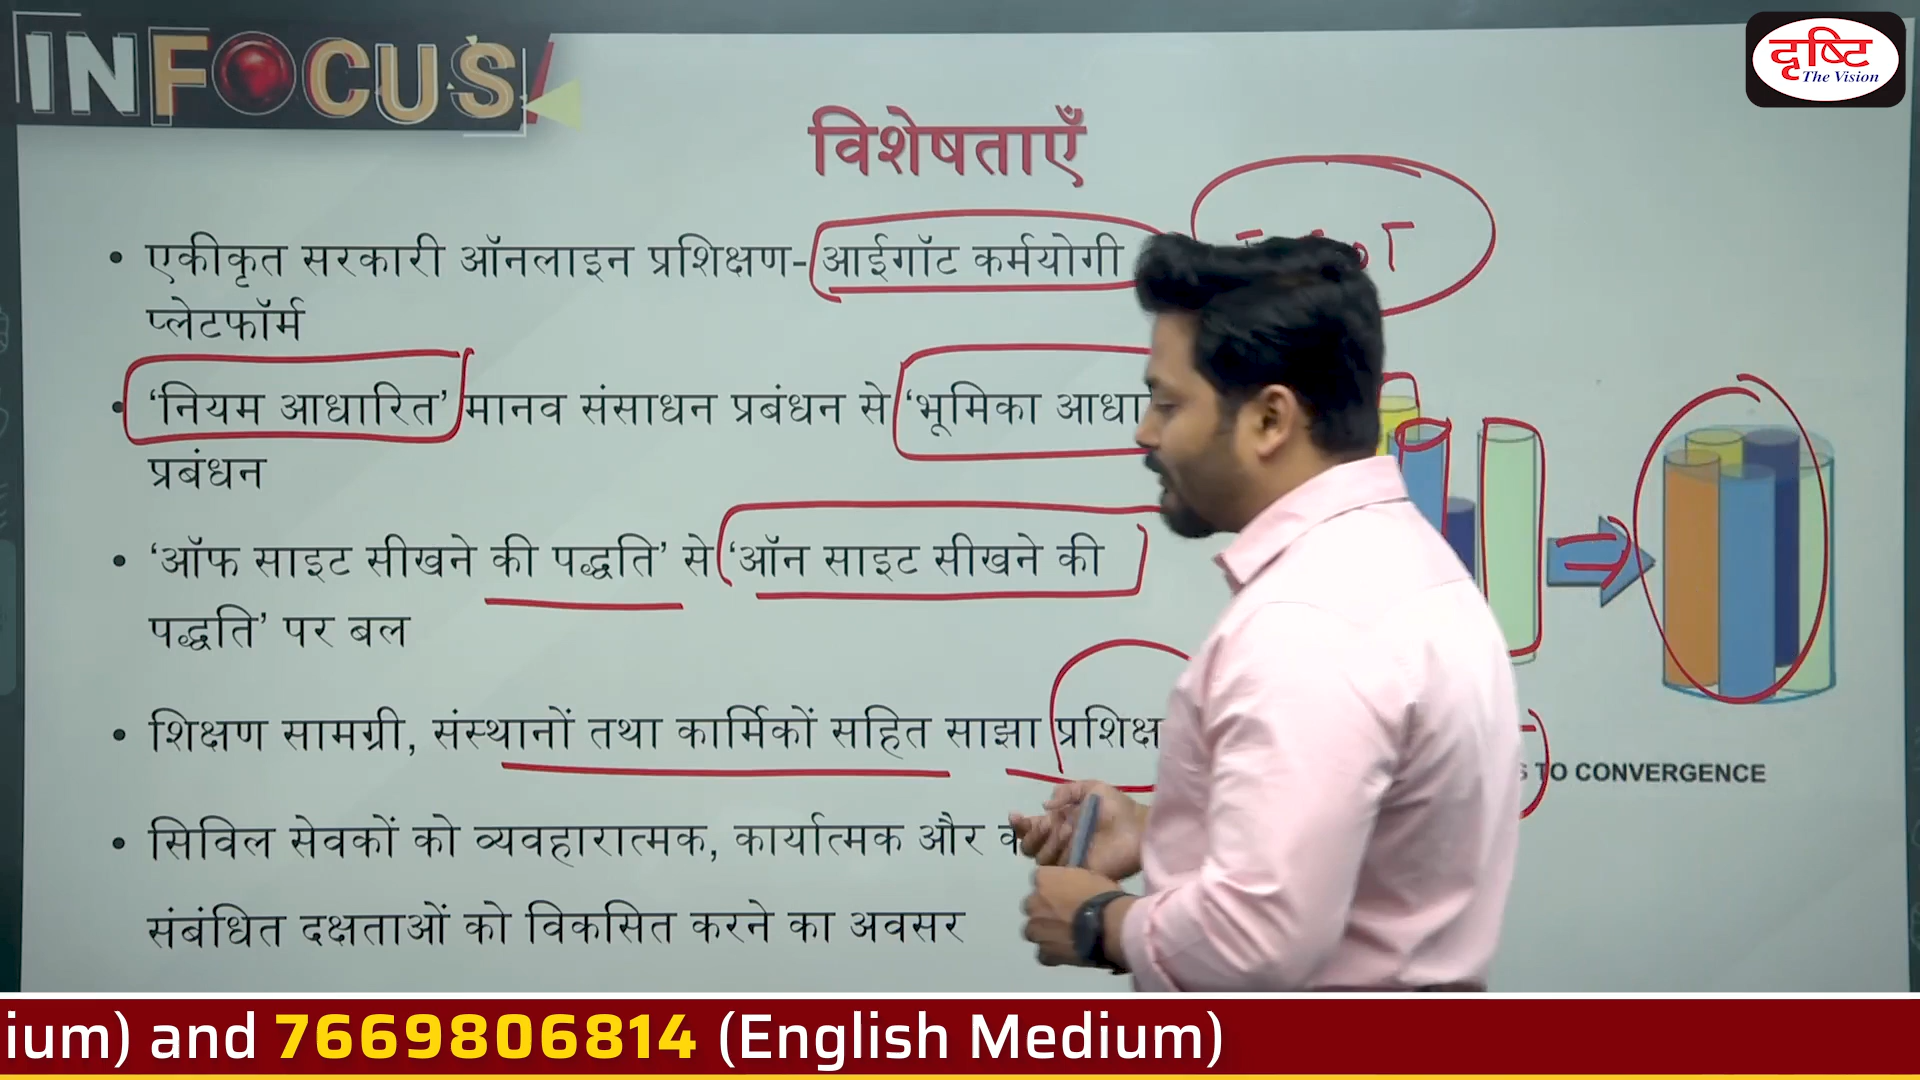 INFOCUS
दृष्टि
The Vision
विशेषताएँ
• एकीकृत सरकारी ऑनलाइन प्रशिक्षण- आईगॉट कर्मयोगी
प्लेटफॉर्म
• ‘नियम आधारित’ मानव संसाधन प्रबंधन से ‘भूमिका
प्रबंधन
• ‘ऑफ साइट सीखने की पद्धति’ से ‘ऑन साइट सीखने की
पद्धति’ पर बल
• शिक्षण सामग्री, संस्थानों तथा कार्मिकों सहित साझा
TO CONVERGENCE
• सिविल सेवकों को व्यवहारात्मक, कार्यात्मक और
संबंधित दक्षताओं को विकसित करने का अवसर
ium) and 7669806814 (English Medium)